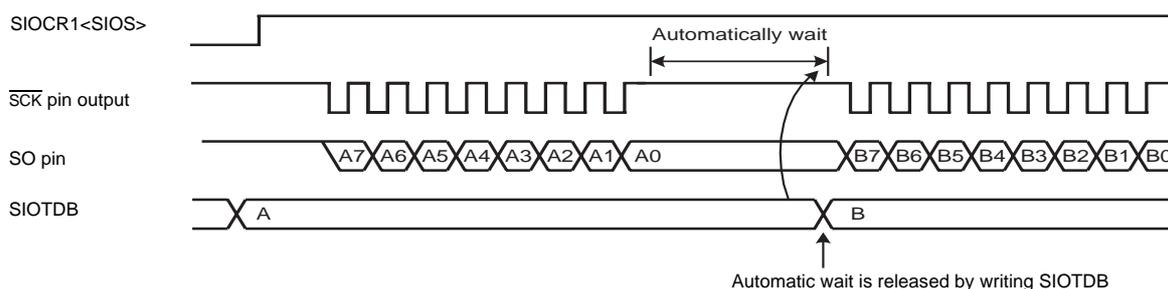 SIOCR1<SIOS>
Automatically wait
SCK pin output
SO pin
A7 A6 A5 A4 A3 A2 A1 A0 B7 B6 B5 B4 B3 B2 B1 B0
SIOTDB
A B
Automatic wait is released by writing SIOTDB